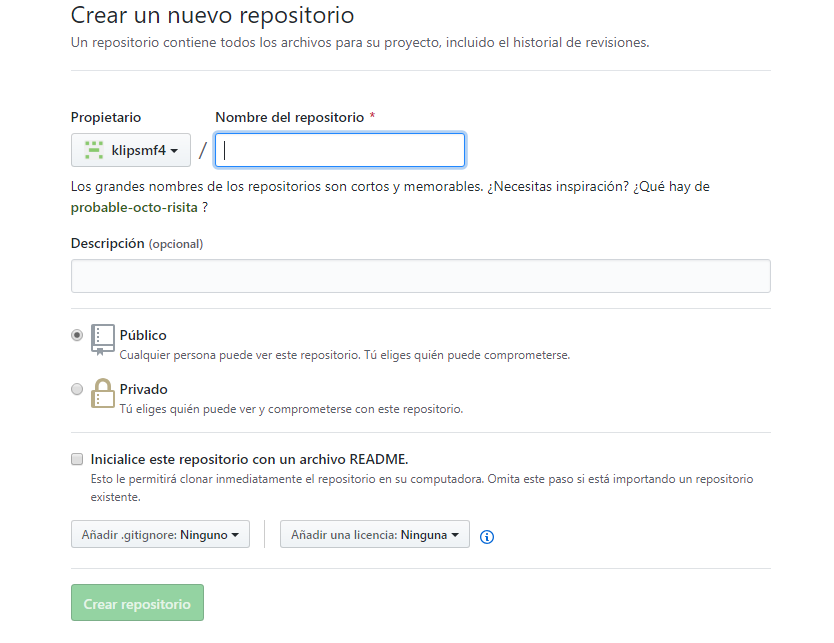 Crear un nuevo repositorio
Un repositorio contiene todos los archivos para su proyecto, incluido el historial de revisiones.
Propietario
Nombre del repositorio *
klipsmf4 /
Los grandes nombres de los repositorios son cortos y memorables. ¿Necesitas inspiración? ¿Qué hay de
probable-octo-risita ?
Descripción (opcional)
Público
Cualquier persona puede ver este repositorio. Tú eliges quién puede comprometerse.
Privado
Tú eliges quién puede ver y comprometerse con este repositorio.
Inicialice este repositorio con un archivo README.
Esto le permitirá clonar inmediatamente el repositorio en su computadora. Omita este paso si está importando un repositorio
existente.
Añadir .gitignore: Ninguno
Añadir una licencia: Ninguna
Crear repositorio